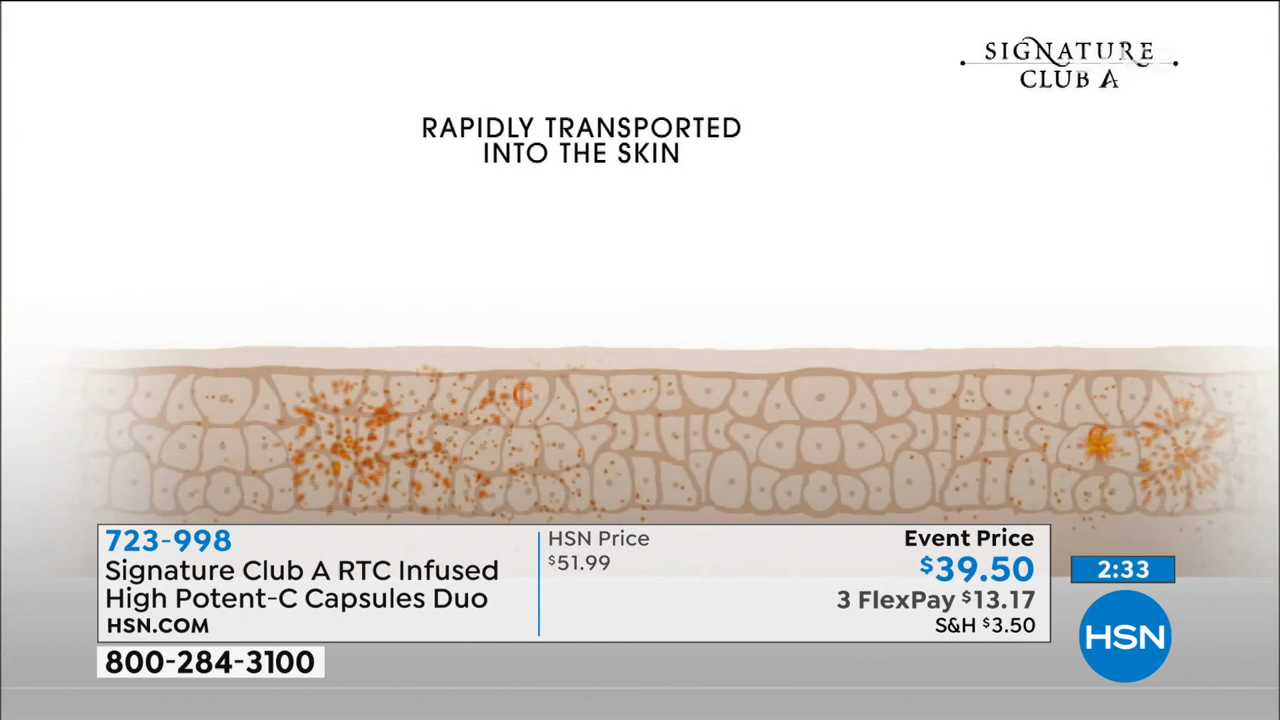 SIGNATURE
CLUB A
RAPIDLY TRANSPORTED
INTO THE SKIN
C
723-998
Signature Club A RTC Infused
High Potent-C Capsules Duo
HSN.COM
HSN Price
$51.99
Event Price
$39.50
3 FlexPay $13.17
S&H $3.50
2:33
HSN
800-284-3100